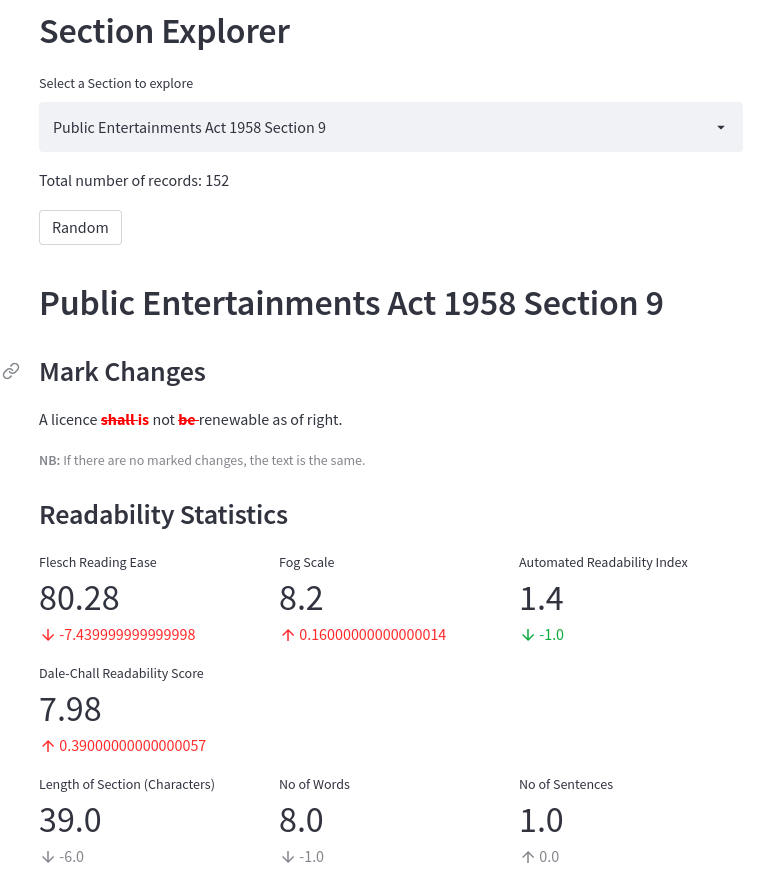 Section Explorer
Select a Section to explore
Public Entertainments Act 1958 Section 9
Total number of records: 152
Random
Public Entertainments Act 1958 Section 9
Mark Changes
A licence shall is not be renewable as of right.
NB: If there are no marked changes, the text is the same.
Readability Statistics
Flesch Reading Ease Fog Scale Automated Readability Index
80.28 8.2 1.4
↓ -7.439999999999998 ↑ 0.16000000000000014 ↓ -1.0
Dale-Chall Readability Score
7.98
↑ 0.39000000000000057
Length of Section (Characters) No of Words No of Sentences
39.0 8.0 1.0
↓ -6.0 ↓ -1.0 ↑ 0.0